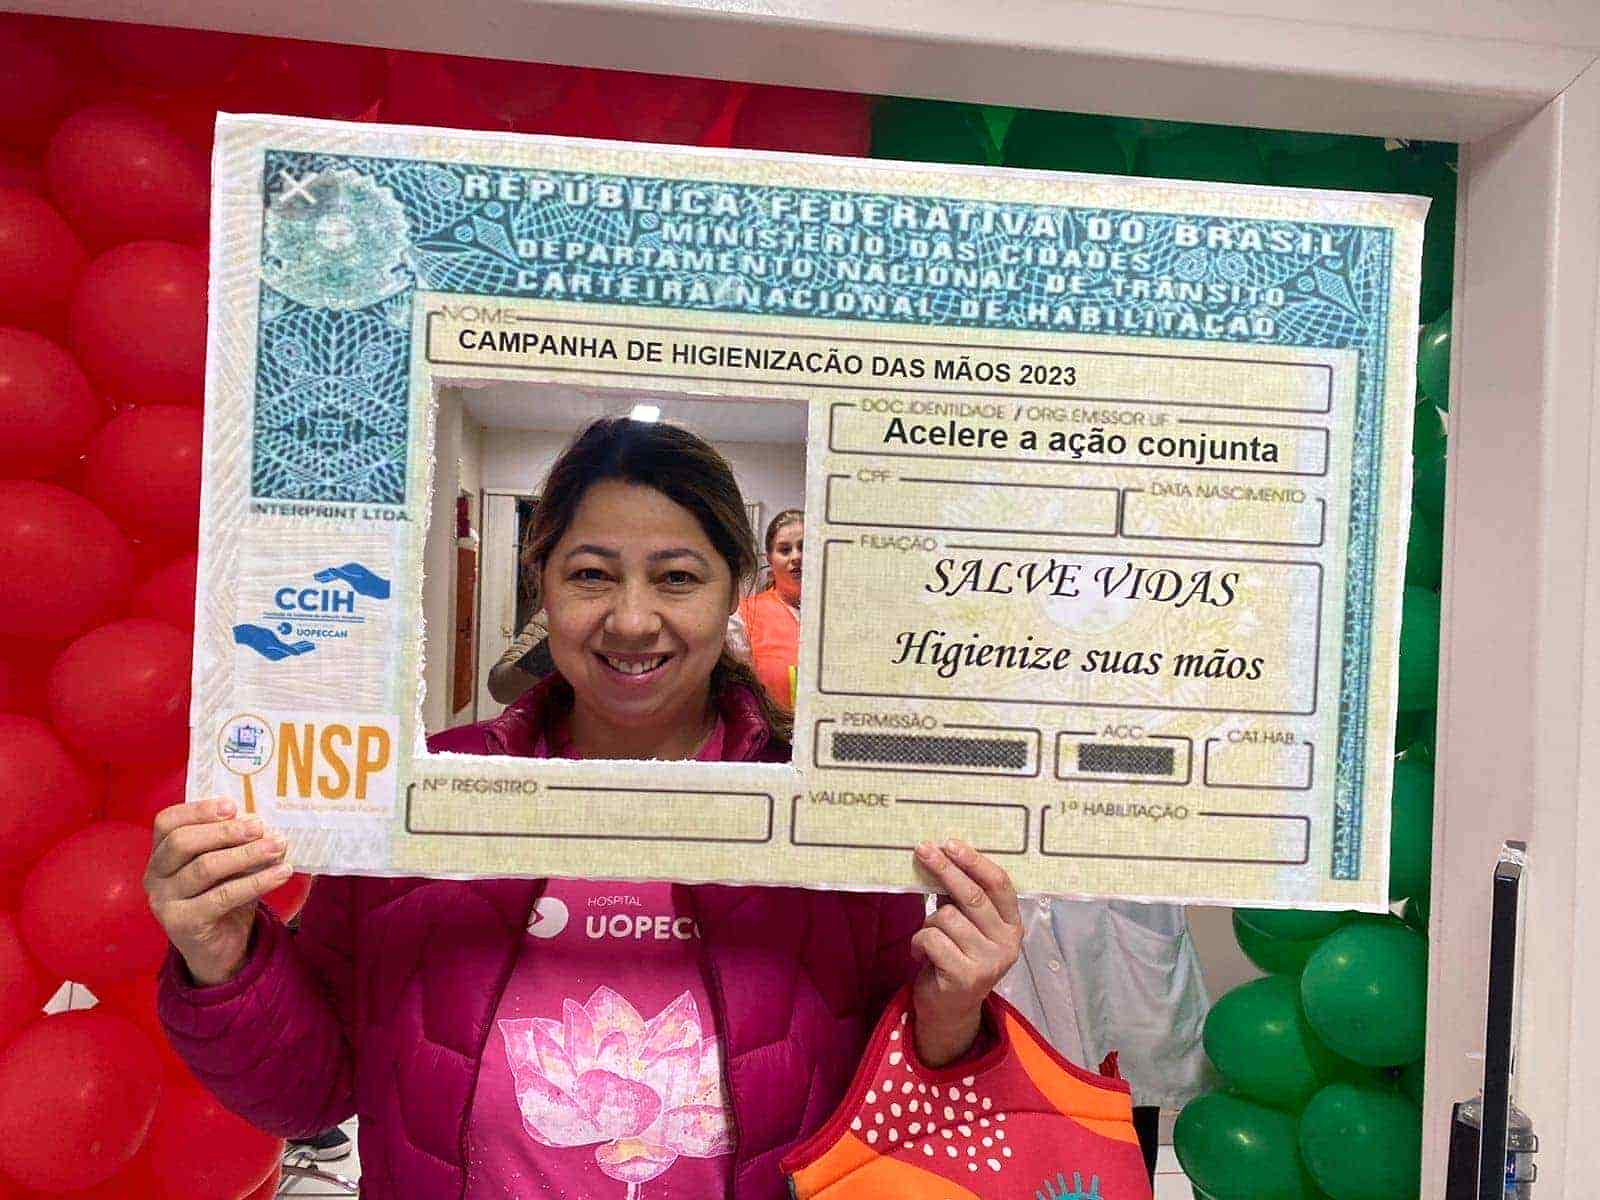 REPÚBLICA FEDERATIVA DO BRASIL
MINISTÉRIO DAS CIDADES
DEPARTAMENTO NACIONAL DE TRÂNSITO
CARTEIRA NACIONAL DE HABILITAÇÃO
NOME
CAMPANHA DE HIGIENIZAÇÃO DAS MÃOS 2023
DOC. IDENTIDADE / ORG EMISSOR UF
Acelere a ação conjunta
CPF
DATA NASCIMENTO
INTERPRINT LTDA.
FILIAÇÃO
SALVE VIDAS
Higienize suas mãos
CCIH
UOPECCAN
NSP
PERMISSÃO
ACC
CAT.HAB.
Nº REGISTRO
VALIDADE
1ª HABILITAÇÃO
HOSPITAL
UOPEC